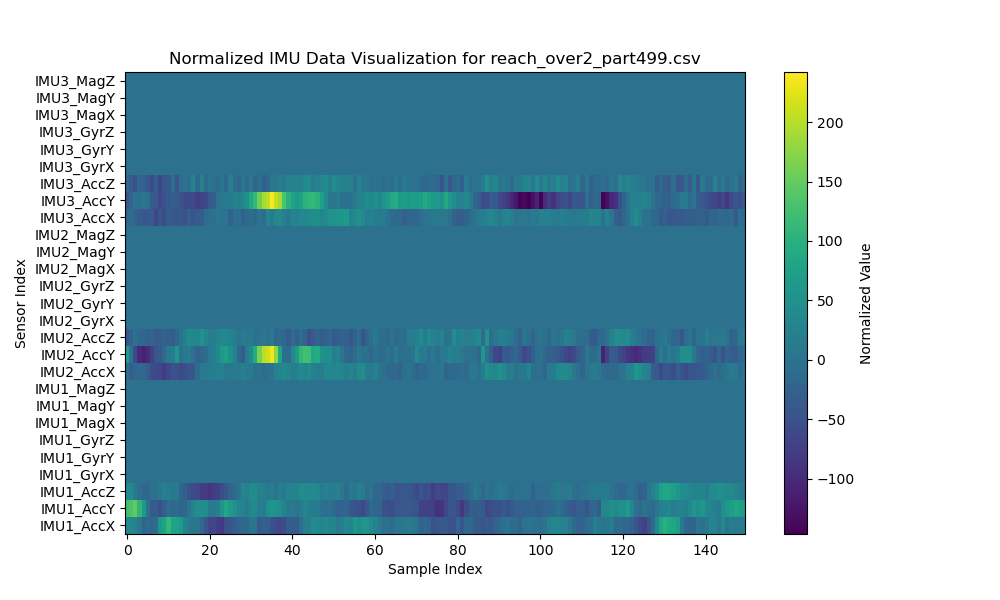 Normalized IMU Data Visualization for reach_over2_part499.csv
IMU3_MagZ
IMU3_MagY
IMU3_MagX
IMU3_GyrZ
IMU3_GyrY
IMU3_GyrX
IMU3_AccZ
IMU3_AccY
IMU3_AccX
IMU2_MagZ
IMU2_MagY
IMU2_MagX
IMU2_GyrZ
IMU2_GyrY
IMU2_GyrX
IMU2_AccZ
IMU2_AccY
IMU2_AccX
IMU1_MagZ
IMU1_MagY
IMU1_MagX
IMU1_GyrZ
IMU1_GyrY
IMU1_GyrX
IMU1_AccZ
IMU1_AccY
IMU1_AccX
Sensor Index
0 20 40 60 80 100 120 140
Sample Index
200
150
100
50
0
−50
−100
Normalized Value